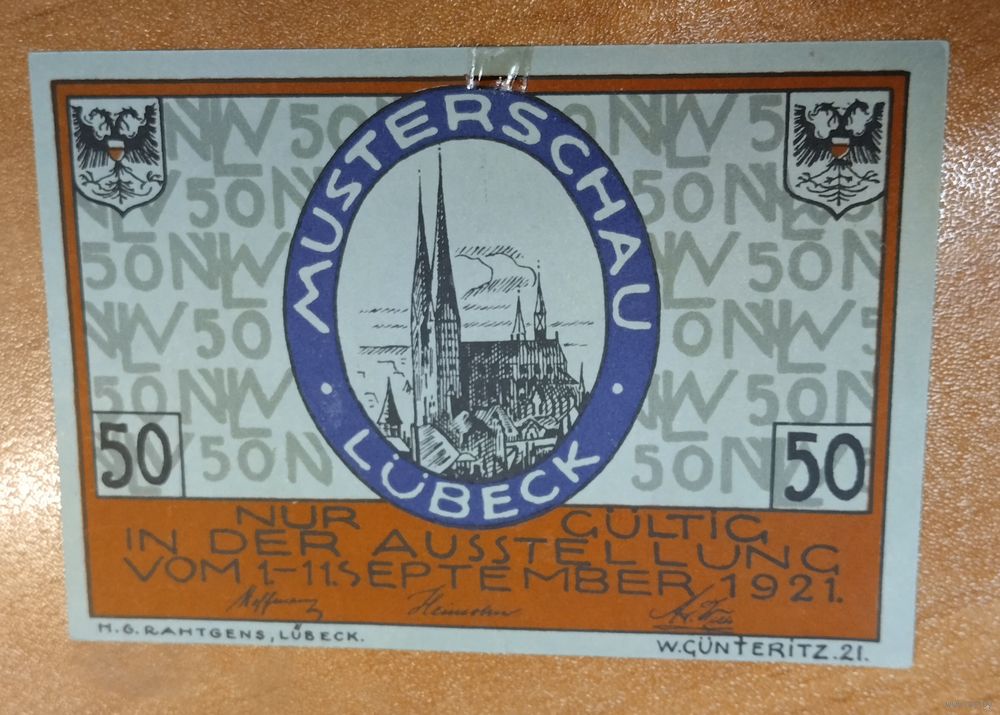 MUSTERSCHAU
LÜBECK
50 50
NUR GÜLTIG
IN DER AUSSTELLUNG
VOM 1.-11. SEPTEMBER 1921.
H.G. RAHTGENS, LÜBECK.
W. GÜNTERITZ. 21.